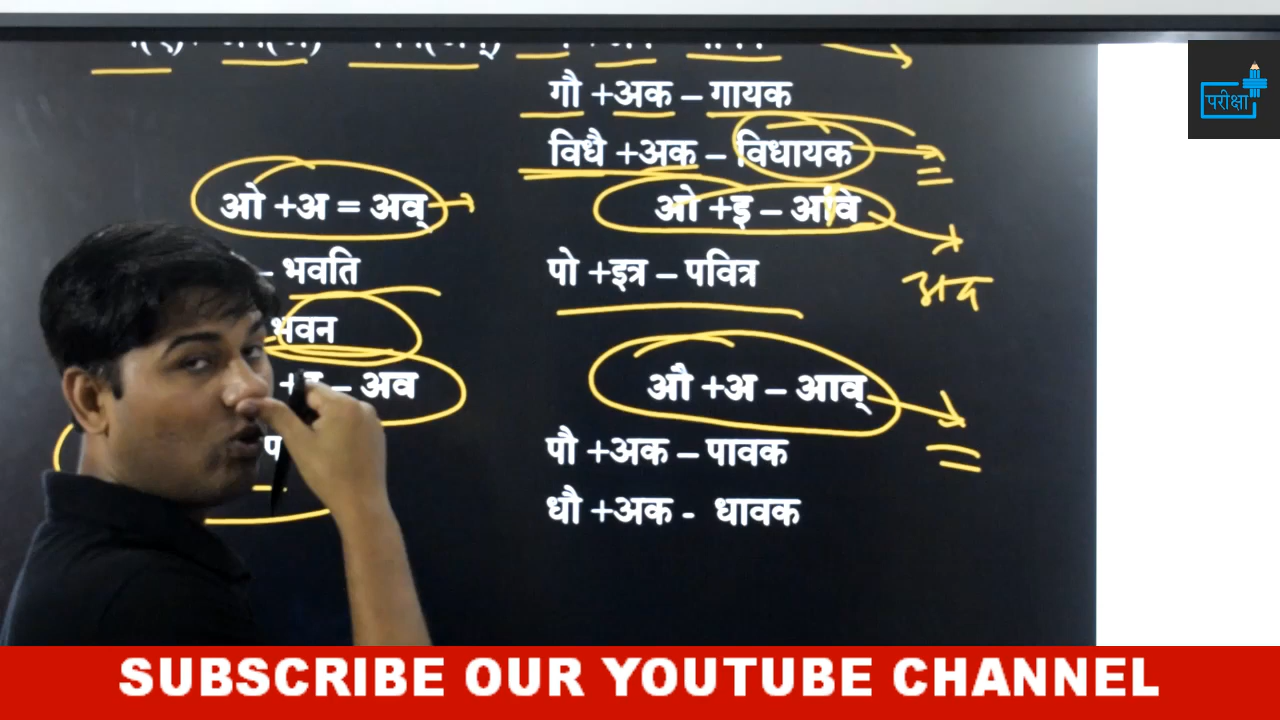 गौ +अक – गायक
विधै +अक – विधायक
ओ +अ = अव्
ओ +इ – अवि
अव
– भवति
पो +इत्र – पवित्र
भवन
– अव
औ +अ – आव्
प
पौ +अक – पावक
धौ +अक - धावक
परीक्षा
SUBSCRIBE OUR YOUTUBE CHANNEL